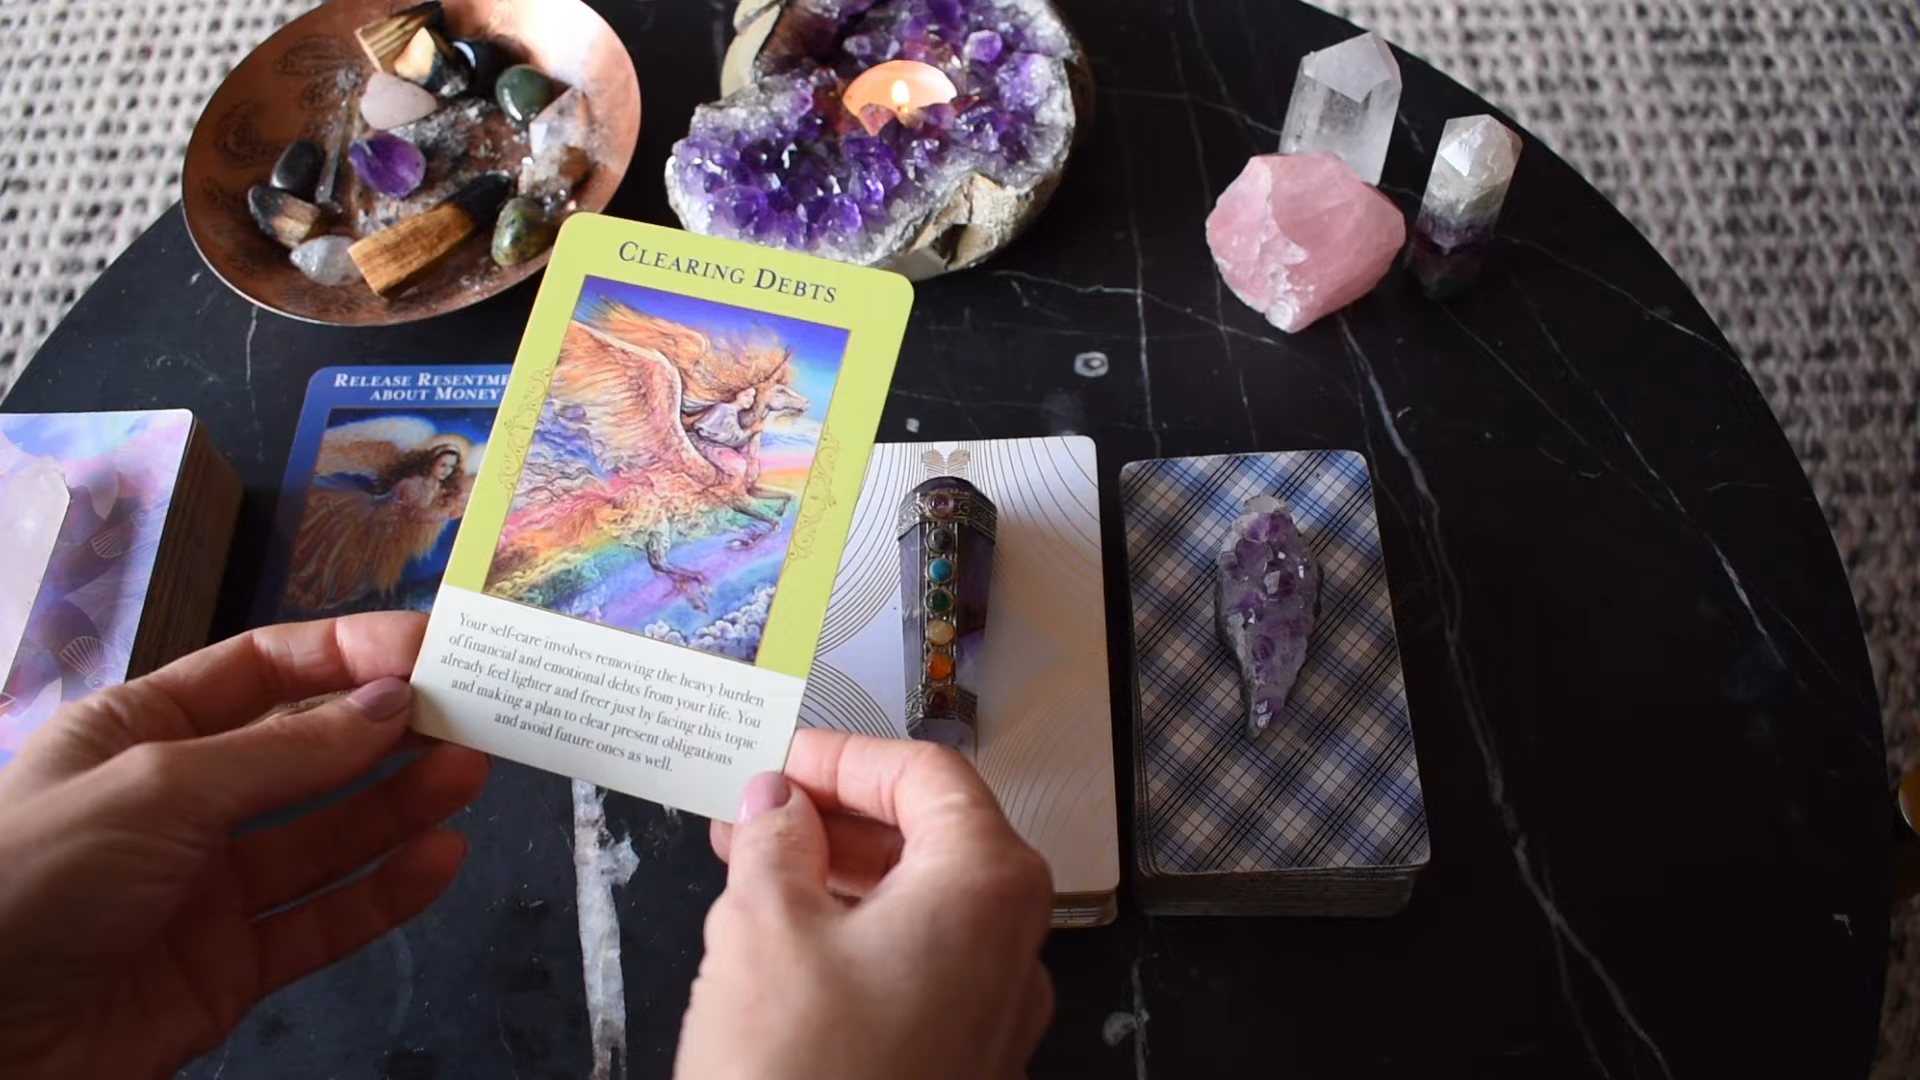 Clearing Debts
Your self-care involves removing the heavy burden
of financial and emotional debts from your life. You
already feel lighter and freer just by facing this topic
and making a plan to clear present obligations
and avoid future ones as well.
Release Resentme
about Money